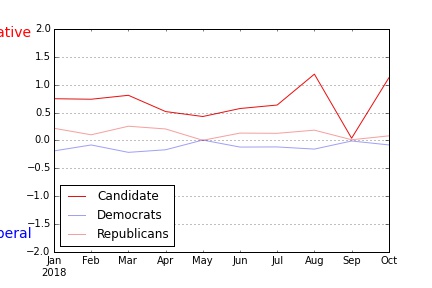 2.0
ative
1.5
1.0
0.5
0.0
−0.5
−1.0
−1.5
beral
−2.0
Candidate
Democrats
Republicans
Jan Feb Mar Apr May Jun Jul Aug Sep Oct
2018